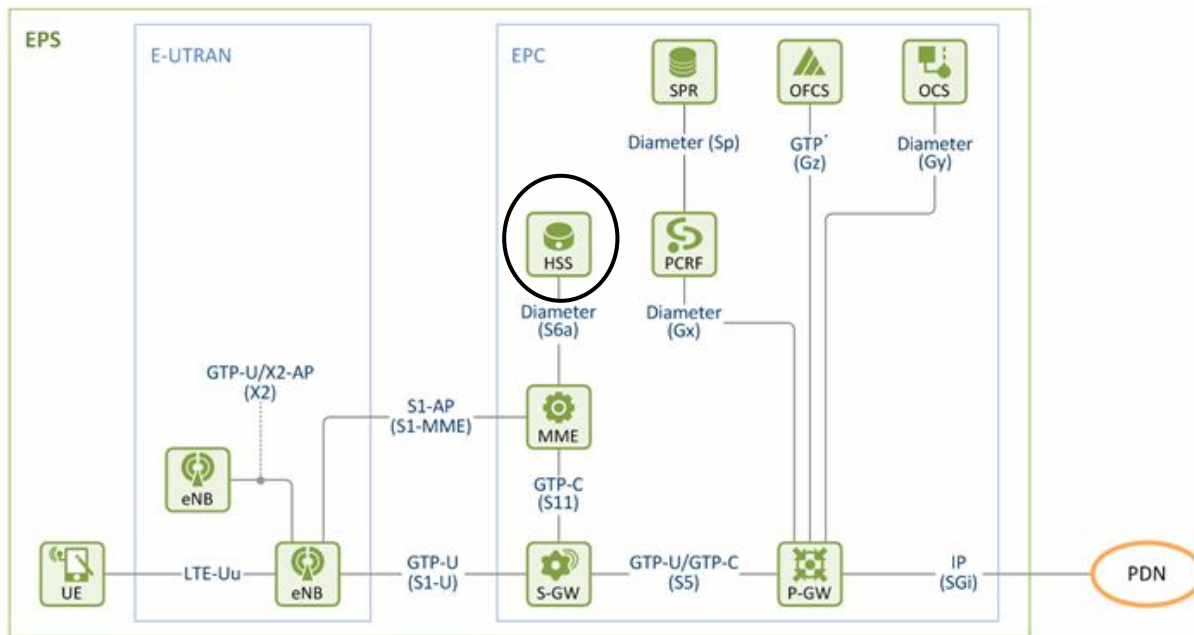 EPS
E-UTRAN
EPC
SPR
OFCS
OCS
Diameter (Sp)
GTP´
(Gz)
Diameter
(Gy)
HSS
PCRF
Diameter
(S6a)
Diameter
(Gx)
GTP-U/X2-AP
(X2)
S1-AP
(S1-MME)
MME
eNB
GTP-C
(S11)
UE
LTE-Uu
eNB
GTP-U
(S1-U)
S-GW
GTP-U/GTP-C
(S5)
P-GW
IP
(SGi)
PDN